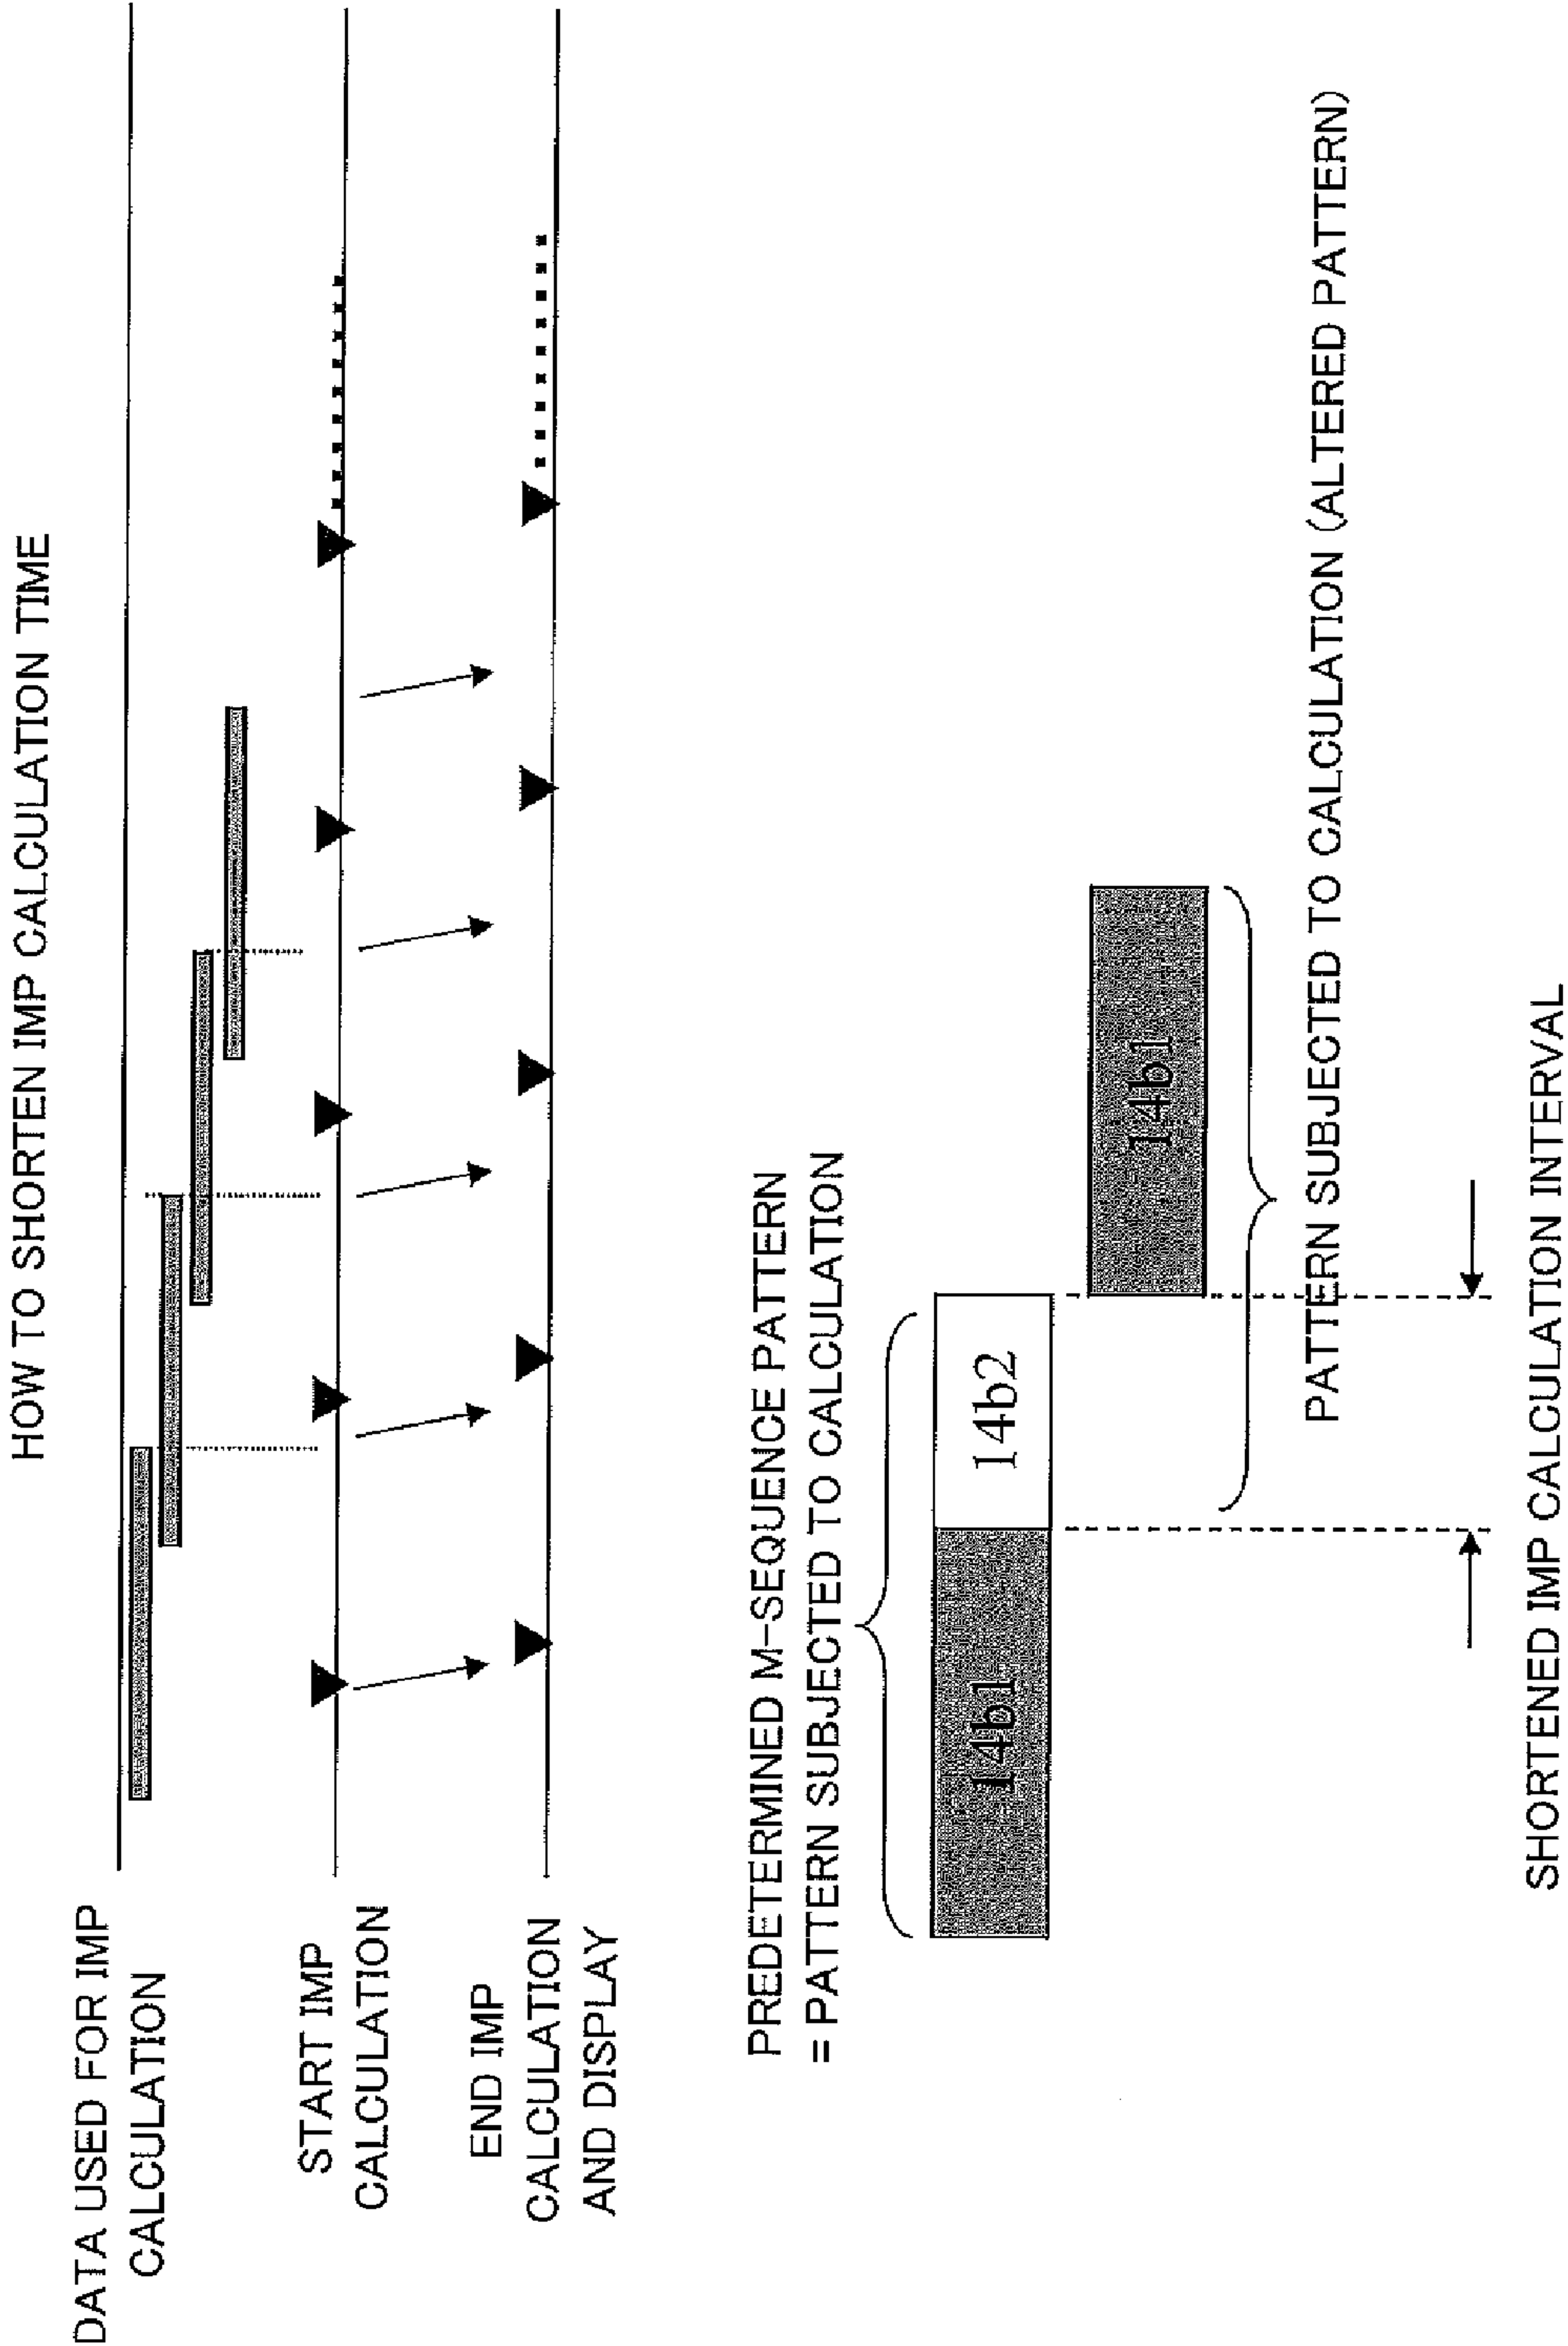 HOW TO SHORTEN IMP CALCULATION TIME
DATA USED FOR IMP
CALCULATION
START IMP
CALCULATION
END IMP
CALCULATION
AND DISPLAY
PREDETERMINED M-SEQUENCE PATTERN
= PATTERN SUBJECTED TO CALCULATION
14b1
14b2
14b1
PATTERN SUBJECTED TO CALCULATION (ALTERED PATTERN)
SHORTENED IMP CALCULATION INTERVAL